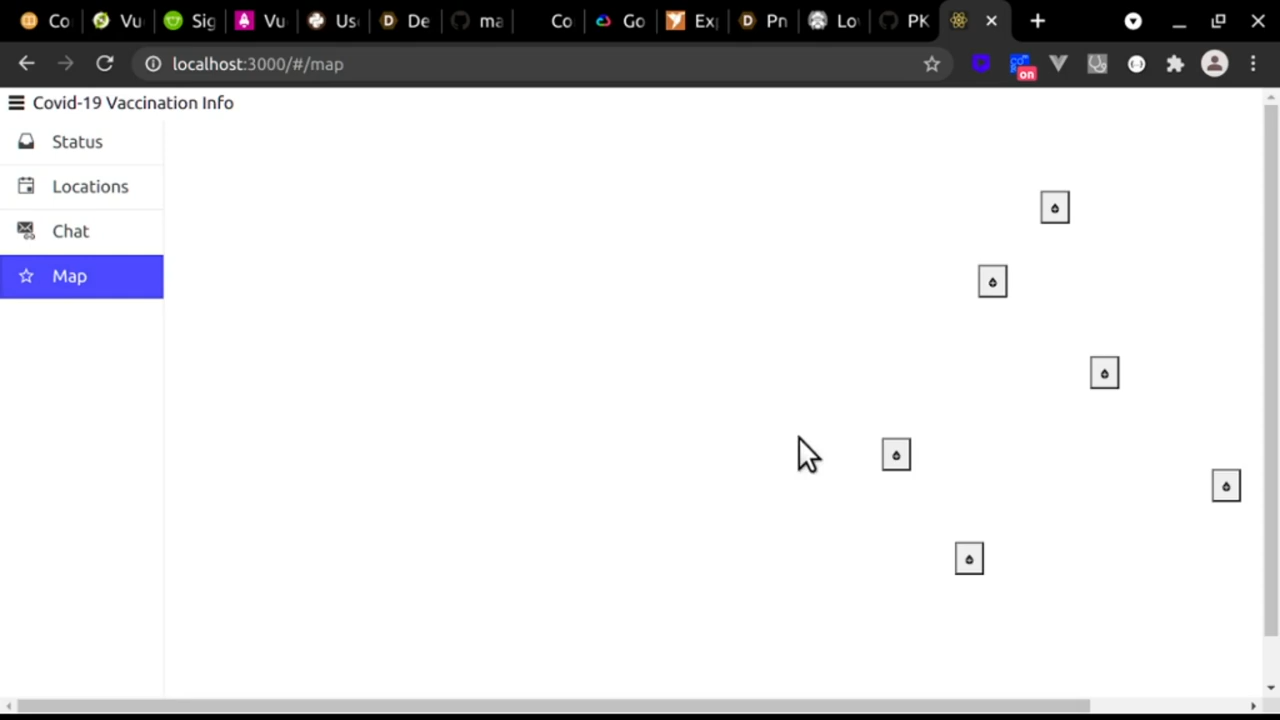 Co Vu Sig Vu Us De ma Co Go Ex Pn Lo PK
localhost:3000/#/map
on
Covid-19 Vaccination Info
Status
Locations
Chat
Map